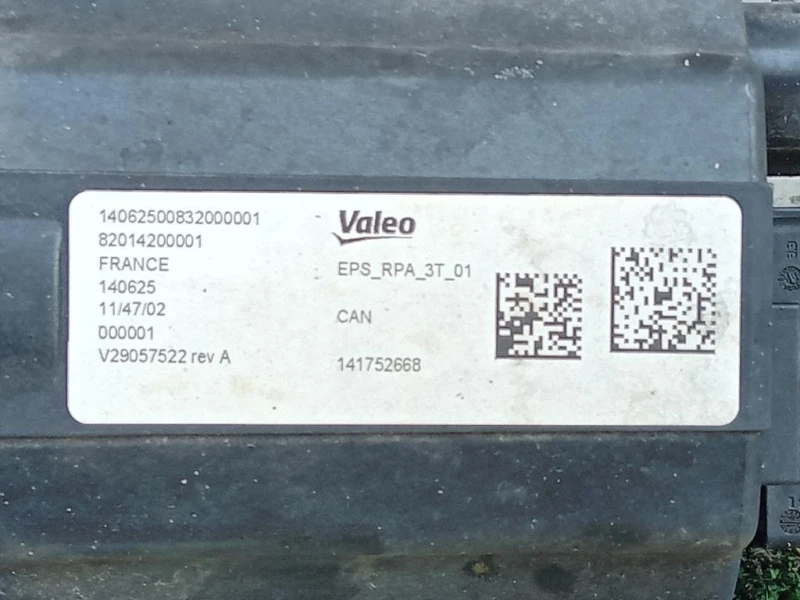 14062500832000001
82014200001
FRANCE
140625
11/47/02
000001
V29057522 rev A
Valeo
EPS_RPA_3T_01
CAN
141752668